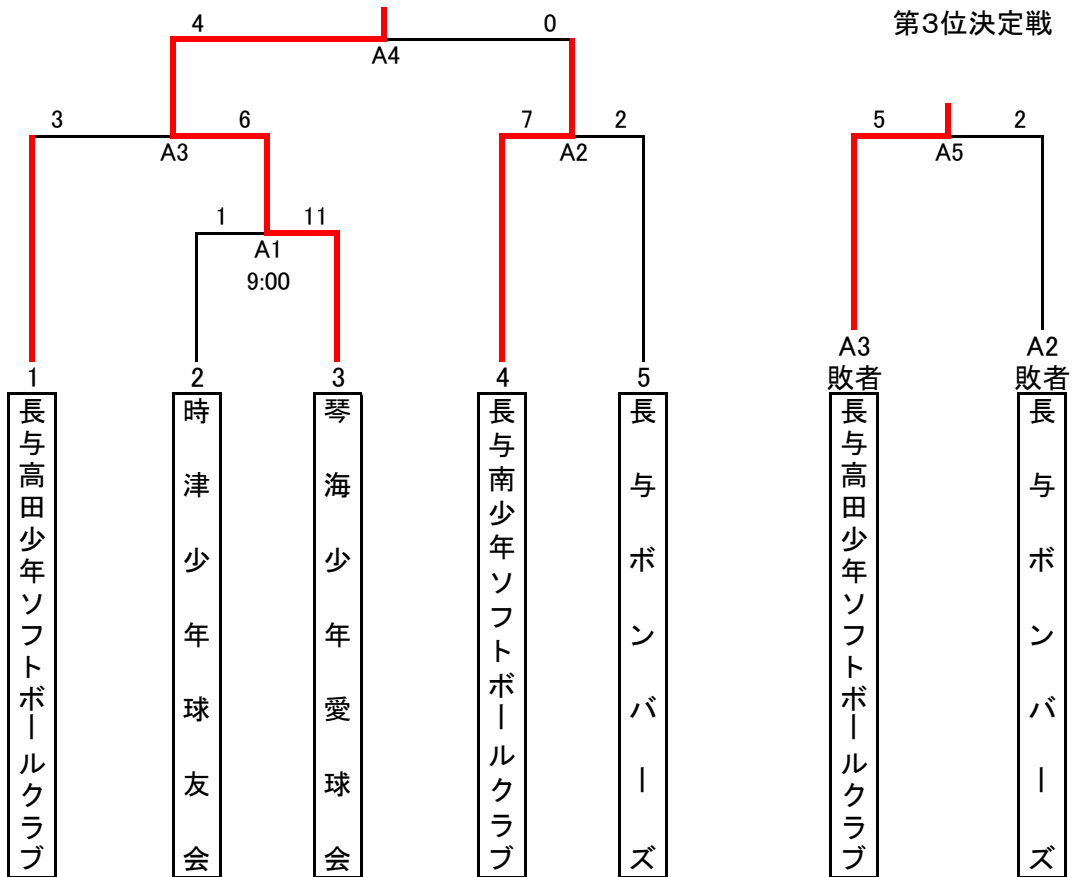 第3位決定戦
4 0
A4
3 6 7 2 5 2
A3 A2 A5
1 11
A1
9:00
A3 A2
敗者 敗者
1 2 3 4 5
長与高田少年ソフトボールクラブ
時津少年球友会
琴海少年愛球会
長与南少年ソフトボールクラブ
長与ボンバーズ
長与高田少年ソフトボールクラブ
長与ボンバーズ